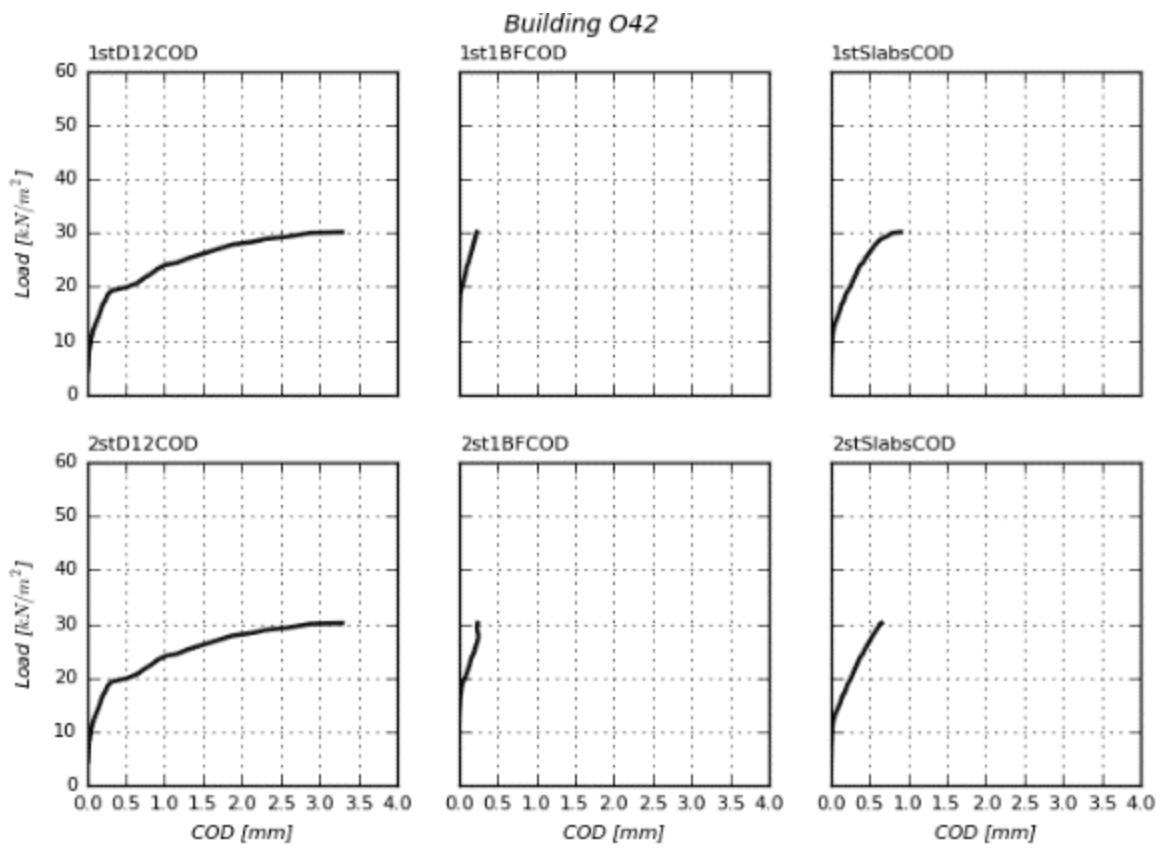 Building O42
1stD12COD
1st1BFCOD
1stSlabsCOD
60
50
40
30
20
10
0
Load [kN/m²]
2stD12COD
2st1BFCOD
2stSlabsCOD
60
50
40
30
20
10
0
Load [kN/m²]
0.0 0.5 1.0 1.5 2.0 2.5 3.0 3.5 4.0
0.0 0.5 1.0 1.5 2.0 2.5 3.0 3.5 4.0
0.0 0.5 1.0 1.5 2.0 2.5 3.0 3.5 4.0
COD [mm]
COD [mm]
COD [mm]